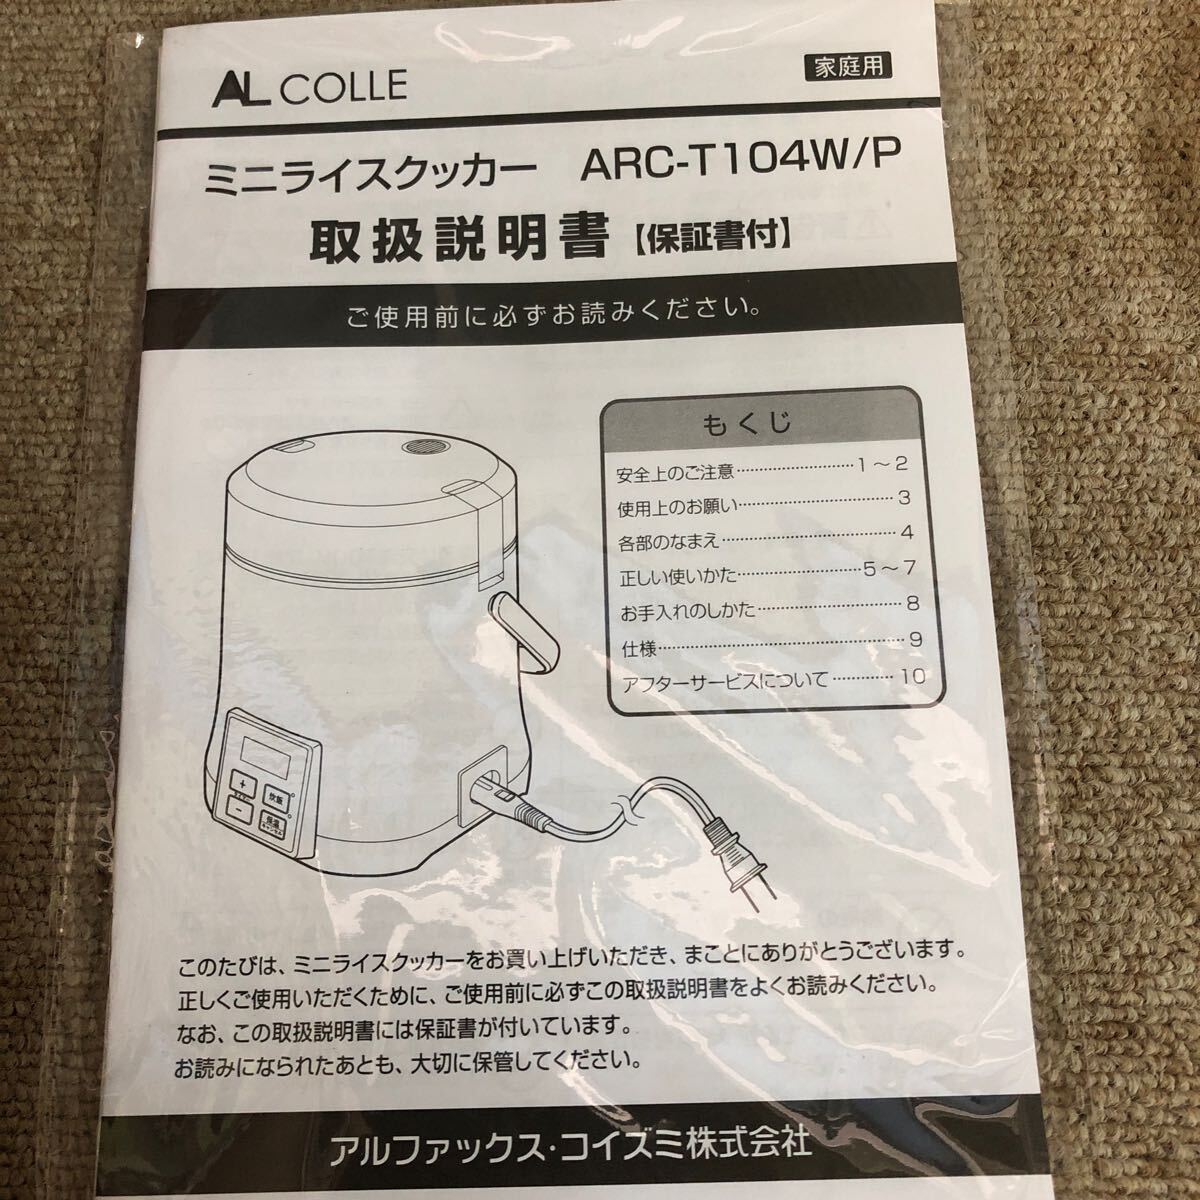 AL COLLE
家庭用
ミニライスクッカー ARC-T104W/P
取扱説明書【保証書付】
ご使用前に必ずお読みください。
もくじ
安全上のご注意……………………1～2
使用上のお願い……………………3
各部のなまえ………………………4
正しい使いかた……………………5～7
お手入れのしかた…………………8
仕様…………………………………9
アフターサービスについて…………10
＋
－
炊飯
保温
このたびは、ミニライスクッカーをお買い上げいただき、まことにありがとうございます。
正しくご使用いただくために、ご使用前に必ずこの取扱説明書をよくお読みください。
なお、この取扱説明書には保証書が付いています。
お読みになられたあとも、大切に保管してください。
アルファックス・コイズミ株式会社